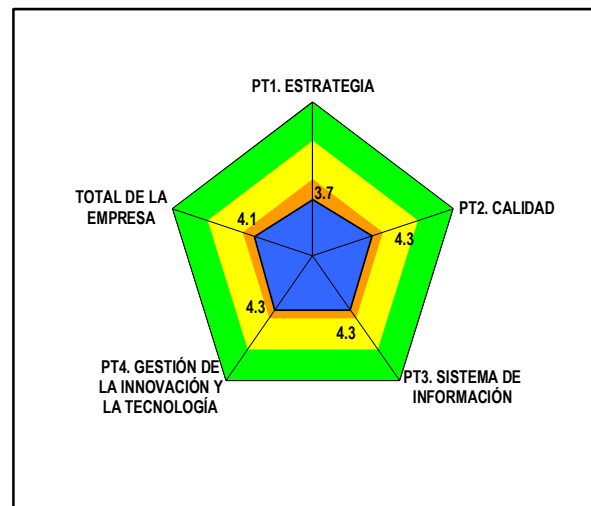 PT1. ESTRATEGIA
3.7
TOTAL DE LA
EMPRESA
4.1
PT2. CALIDAD
4.3
4.3
4.3
PT4. GESTIÓN DE
LA INNOVACIÓN Y
LA TECNOLOGÍA
PT3. SISTEMA DE
INFORMACIÓN